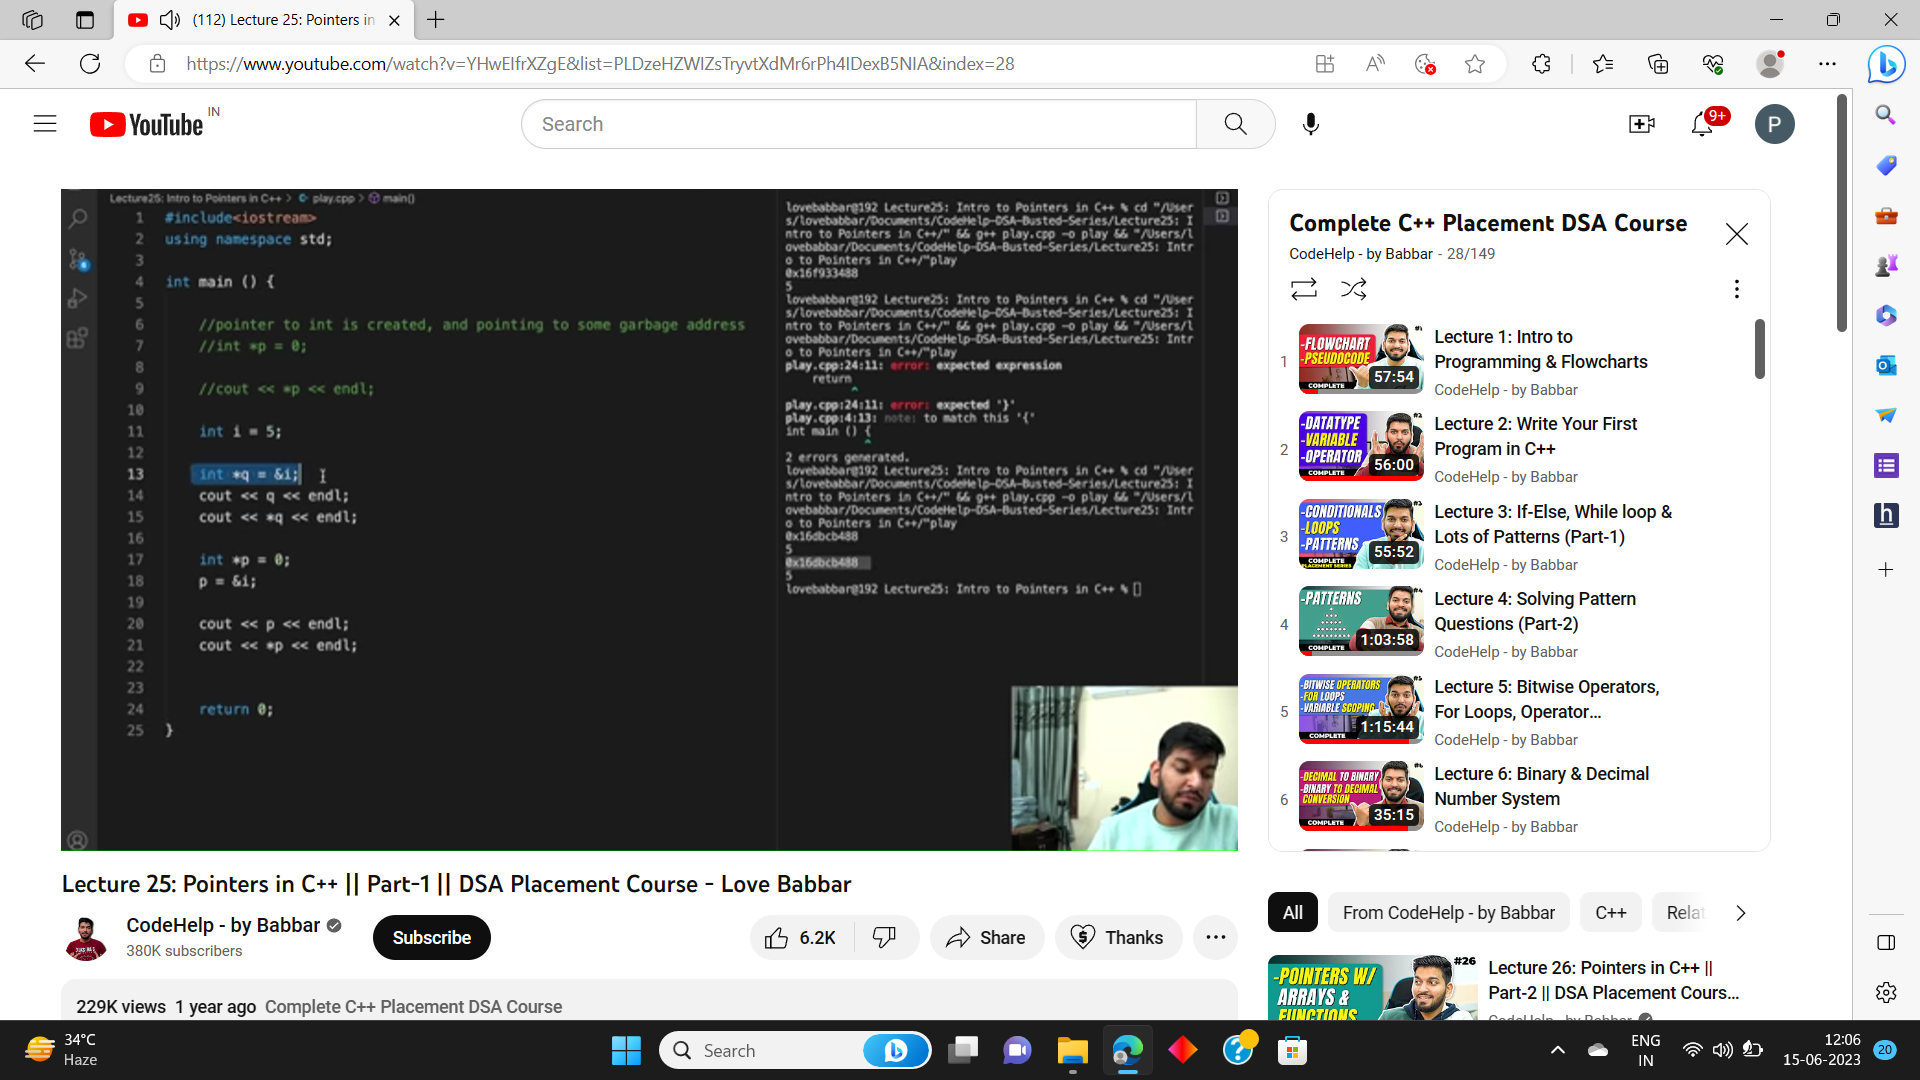 (112) Lecture 25: Pointers in
https://www.youtube.com/watch?v=YHwEIfrXZgE&list=PLDzeHZWIZsTryvtXdMr6rPh4IDexB5NIA&index=28
YouTube IN
Search
9+
P
Lecture25: Intro to Pointers in C++ > play.cpp > main()
1 #include<iostream>
2 using namespace std;
3
4 int main () {
5
6 //pointer to int is created, and pointing to some garbage address
7 //int *p = 0;
8
9 //cout << *p << endl;
10
11 int i = 5;
12
13 int *q = &i;
14 cout << q << endl;
15 cout << *q << endl;
16
17 int *p = 0;
18 p = &i;
19
20 cout << p << endl;
21 cout << *p << endl;
22
23
24 return 0;
25 }
lovebabbar@192 Lecture25: Intro to Pointers in C++ % cd "/User
s/lovebabbar/Documents/CodeHelp-DSA-Busted-Series/Lecture25: I
ntro to Pointers in C++/" && g++ play.cpp -o play && "/Users/l
ovebabbar/Documents/CodeHelp-DSA-Busted-Series/Lecture25: Intr
o to Pointers in C++/"play
0x16f933488
5
lovebabbar@192 Lecture25: Intro to Pointers in C++ % cd "/User
s/lovebabbar/Documents/CodeHelp-DSA-Busted-Series/Lecture25: I
ntro to Pointers in C++/" && g++ play.cpp -o play && "/Users/l
ovebabbar/Documents/CodeHelp-DSA-Busted-Series/Lecture25: Intr
o to Pointers in C++/"play
play.cpp:24:11: error: expected expression
return
^
play.cpp:24:11: error: expected '}'
play.cpp:4:13: note: to match this '{'
int main () {
^
2 errors generated.
lovebabbar@192 Lecture25: Intro to Pointers in C++ % cd "/User
s/lovebabbar/Documents/CodeHelp-DSA-Busted-Series/Lecture25: I
ntro to Pointers in C++/" && g++ play.cpp -o play && "/Users/l
ovebabbar/Documents/CodeHelp-DSA-Busted-Series/Lecture25: Intr
o to Pointers in C++/"play
0x16dbcb488
5
0x16dbcb488
5
lovebabbar@192 Lecture25: Intro to Pointers in C++ %
Lecture 25: Pointers in C++ || Part-1 || DSA Placement Course - Love Babbar
CodeHelp - by Babbar
380K subscribers
Subscribe
6.2K
Share
Thanks
229K views 1 year ago Complete C++ Placement DSA Course
Complete C++ Placement DSA Course
CodeHelp - by Babbar - 28/149
1
-FLOWCHART
-PSEUDOCODE
COMPLETE
57:54
Lecture 1: Intro to
Programming & Flowcharts
CodeHelp - by Babbar
2
-DATATYPE
-VARIABLE
-OPERATOR
COMPLETE
56:00
Lecture 2: Write Your First
Program in C++
CodeHelp - by Babbar
3
-CONDITIONALS
-LOOPS
-PATTERNS
COMPLETE
55:52
Lecture 3: If-Else, While loop &
Lots of Patterns (Part-1)
CodeHelp - by Babbar
4
-PATTERNS
COMPLETE
1:03:58
Lecture 4: Solving Pattern
Questions (Part-2)
CodeHelp - by Babbar
5
-BITWISE OPERATORS
-FOR LOOPS
-VARIABLE SCOPING
COMPLETE
1:15:44
Lecture 5: Bitwise Operators,
For Loops, Operator...
CodeHelp - by Babbar
6
-DECIMAL TO BINARY
-BINARY TO DECIMAL
CONVERSION
COMPLETE
35:15
Lecture 6: Binary & Decimal
Number System
CodeHelp - by Babbar
All
From CodeHelp - by Babbar
C++
Relat
-POINTERS W/
ARRAYS &
FUNCTIONS
#26
Lecture 26: Pointers in C++ ||
Part-2 || DSA Placement Cours...
CodeHelp - by Babbar
34°C
Haze
Search
ENG
IN
12:06
15-06-2023
20